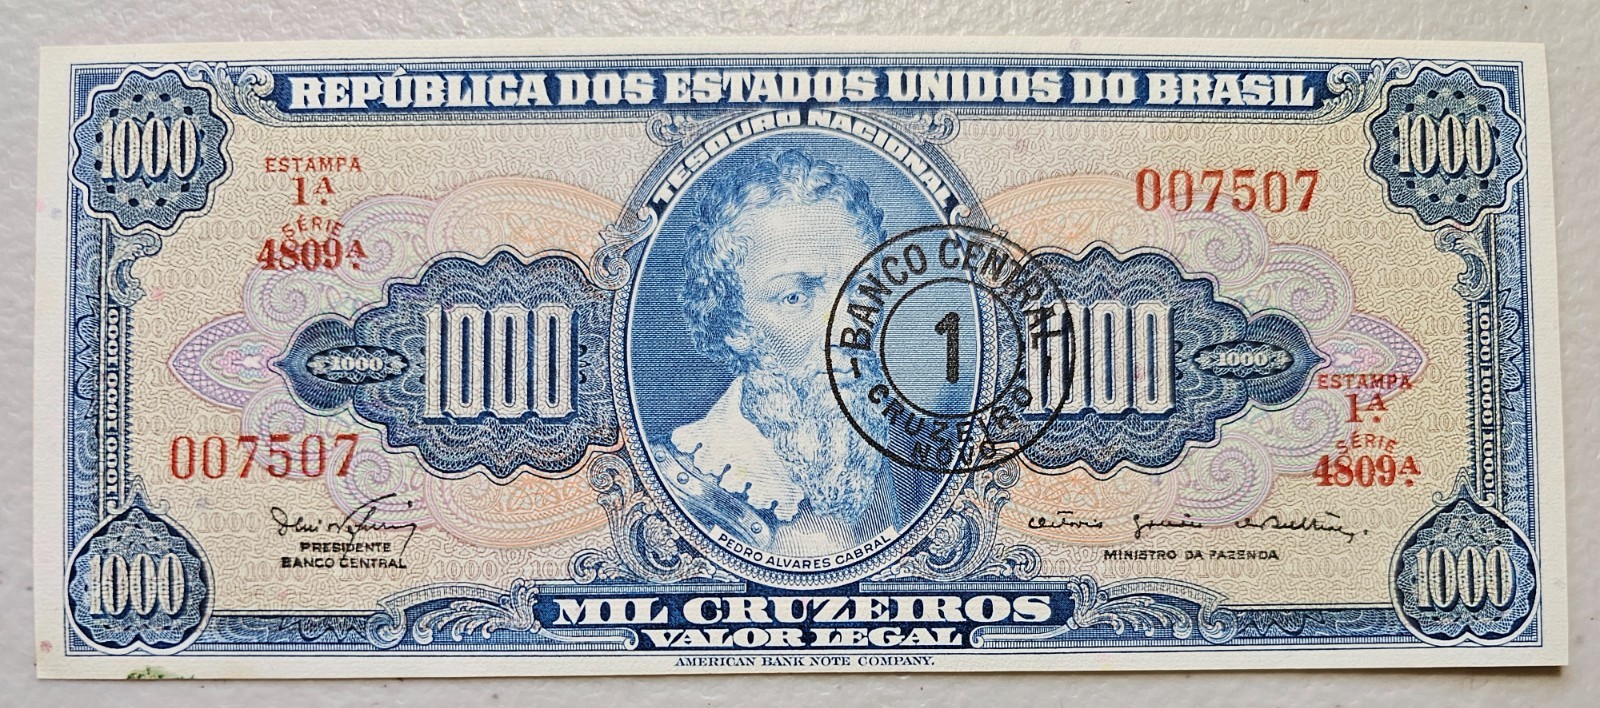 REPÚBLICA DOS ESTADOS UNIDOS DO BRASIL
TESOURO NACIONAL
1000
1000
ESTAMPA
1ª
SÉRIE
4809A
007507
BANCO CENTRAL
1
CRUZEIRO
NOVO
1000
1000
1000
1000
ESTAMPA
1ª
SÉRIE
4809A
007507
PRESIDENTE
BANCO CENTRAL
PEDRO ALVARES CABRAL
MINISTRO DA FAZENDA
1000
1000
MIL CRUZEIROS
VALOR LEGAL
AMERICAN BANK NOTE COMPANY.